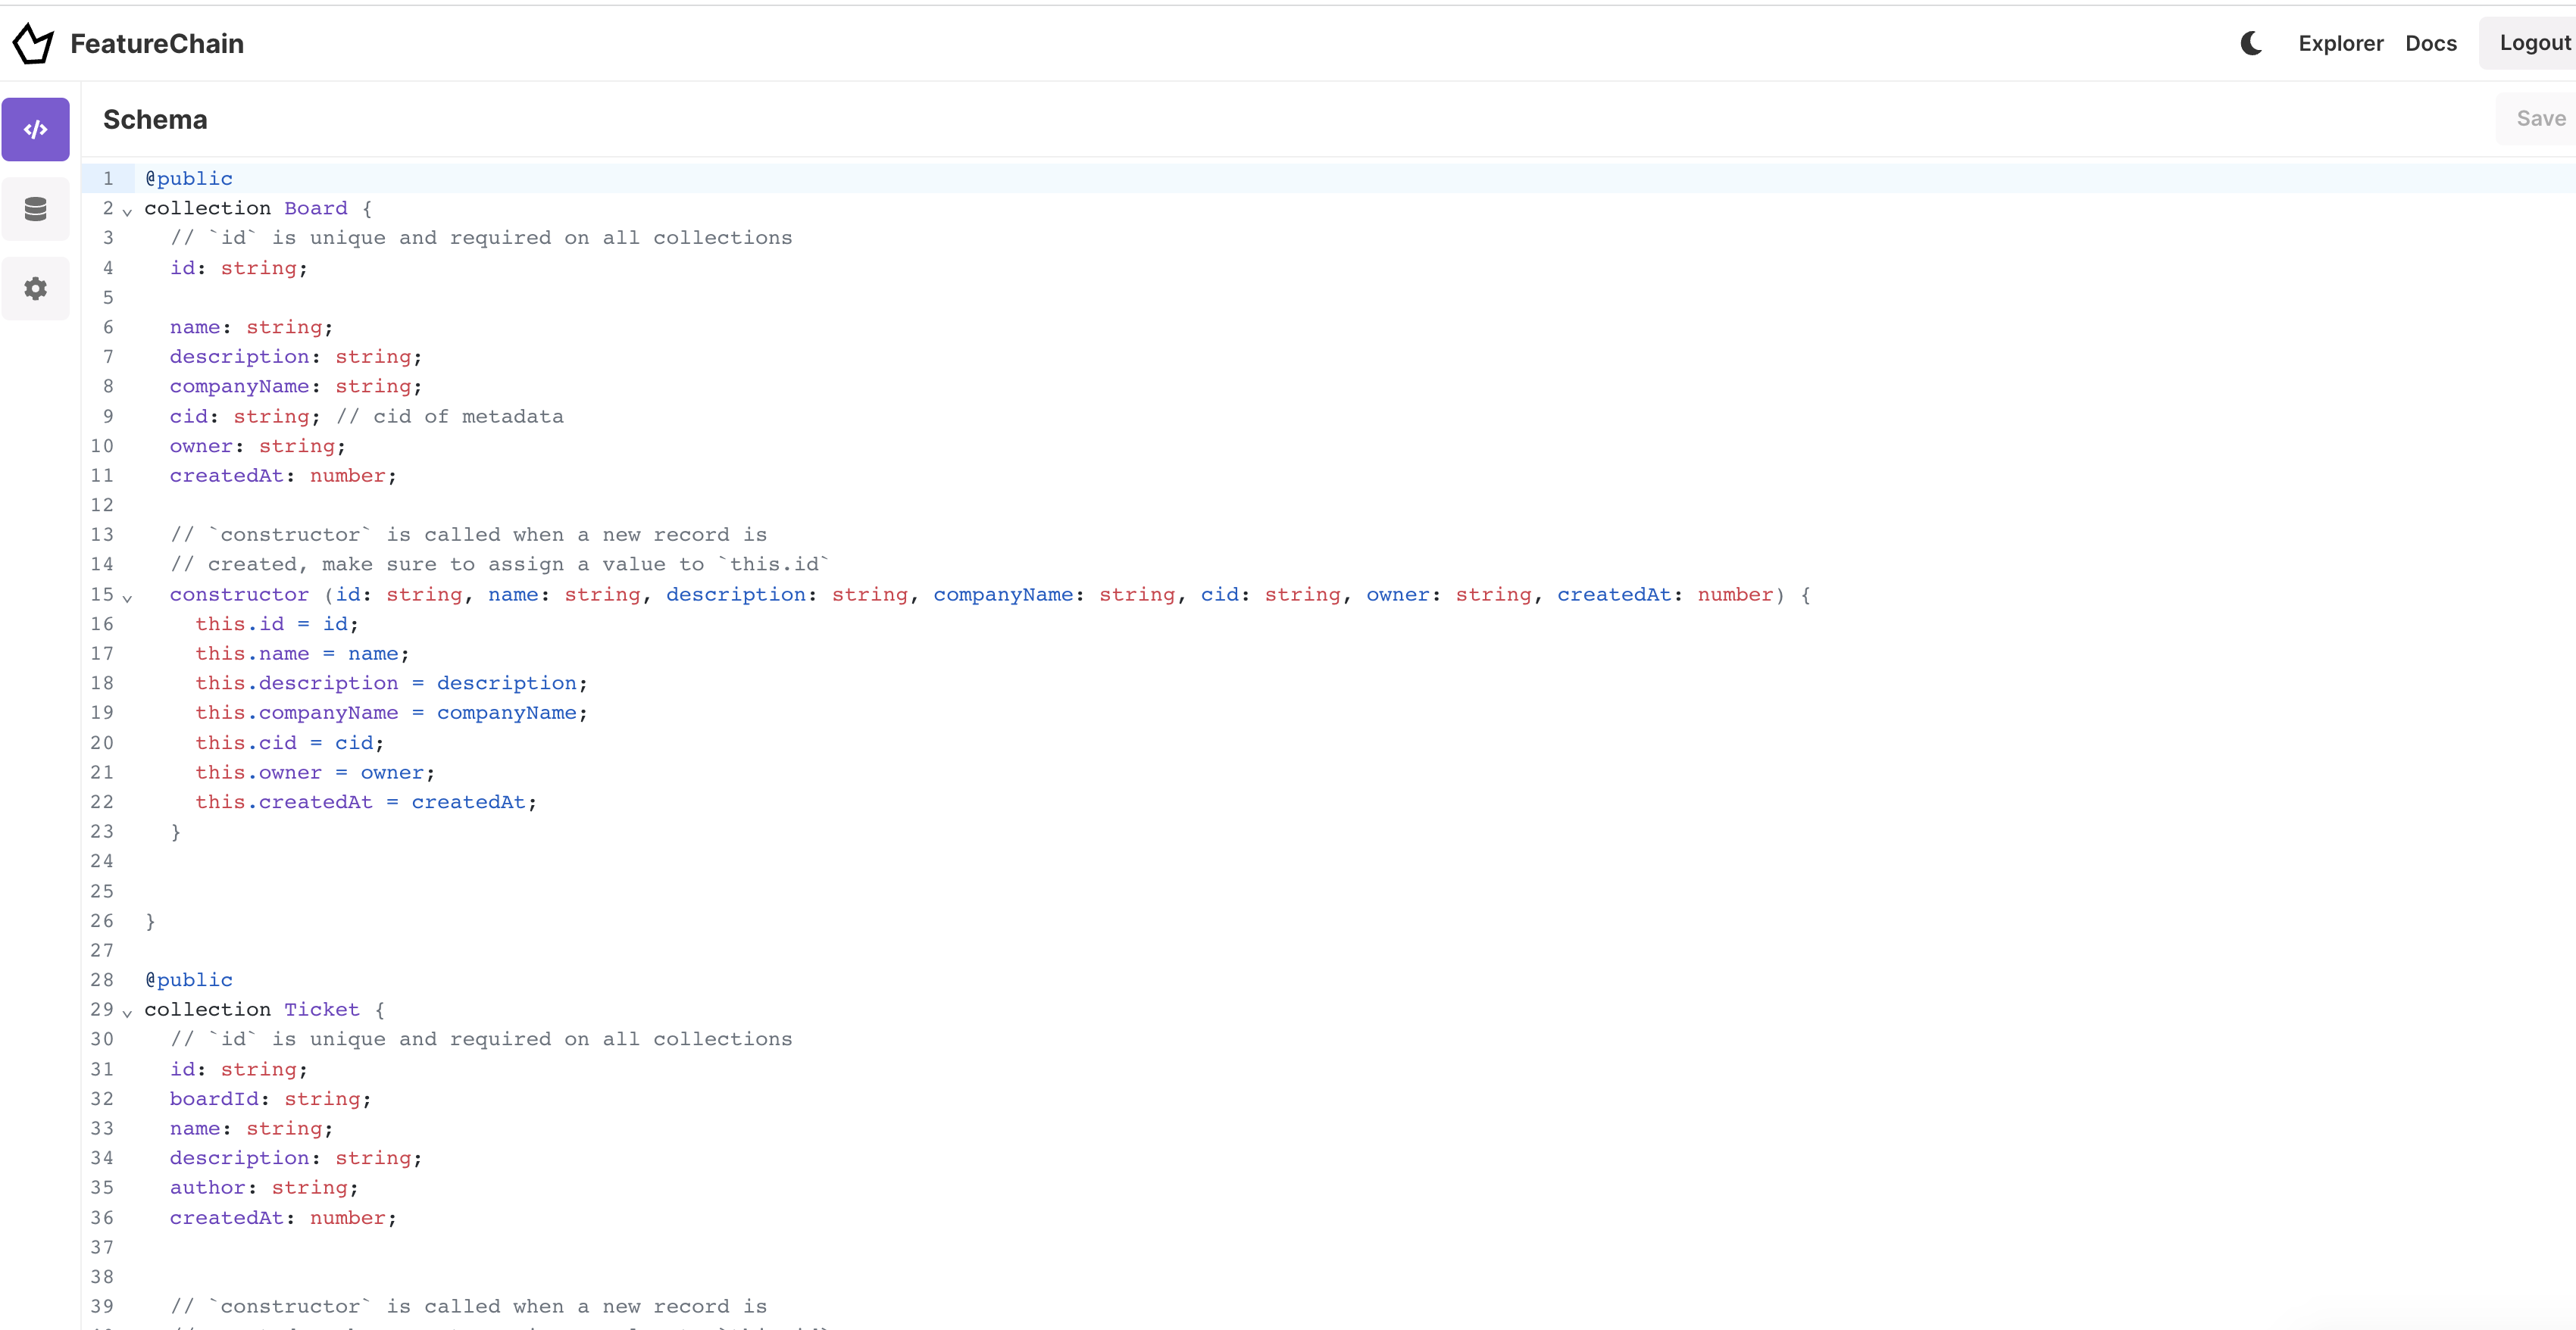 FeatureChain
Explorer Docs Logout
Schema
Save
1 @public
2 collection Board {
3 // `id` is unique and required on all collections
4 id: string;
5
6 name: string;
7 description: string;
8 companyName: string;
9 cid: string; // cid of metadata
10 owner: string;
11 createdAt: number;
12
13 // `constructor` is called when a new record is
14 // created, make sure to assign a value to `this.id`
15 constructor (id: string, name: string, description: string, companyName: string, cid: string, owner: string, createdAt: number) {
16 this.id = id;
17 this.name = name;
18 this.description = description;
19 this.companyName = companyName;
20 this.cid = cid;
21 this.owner = owner;
22 this.createdAt = createdAt;
23 }
24
25
26 }
27
28 @public
29 collection Ticket {
30 // `id` is unique and required on all collections
31 id: string;
32 boardId: string;
33 name: string;
34 description: string;
35 author: string;
36 createdAt: number;
37
38
39 // `constructor` is called when a new record is